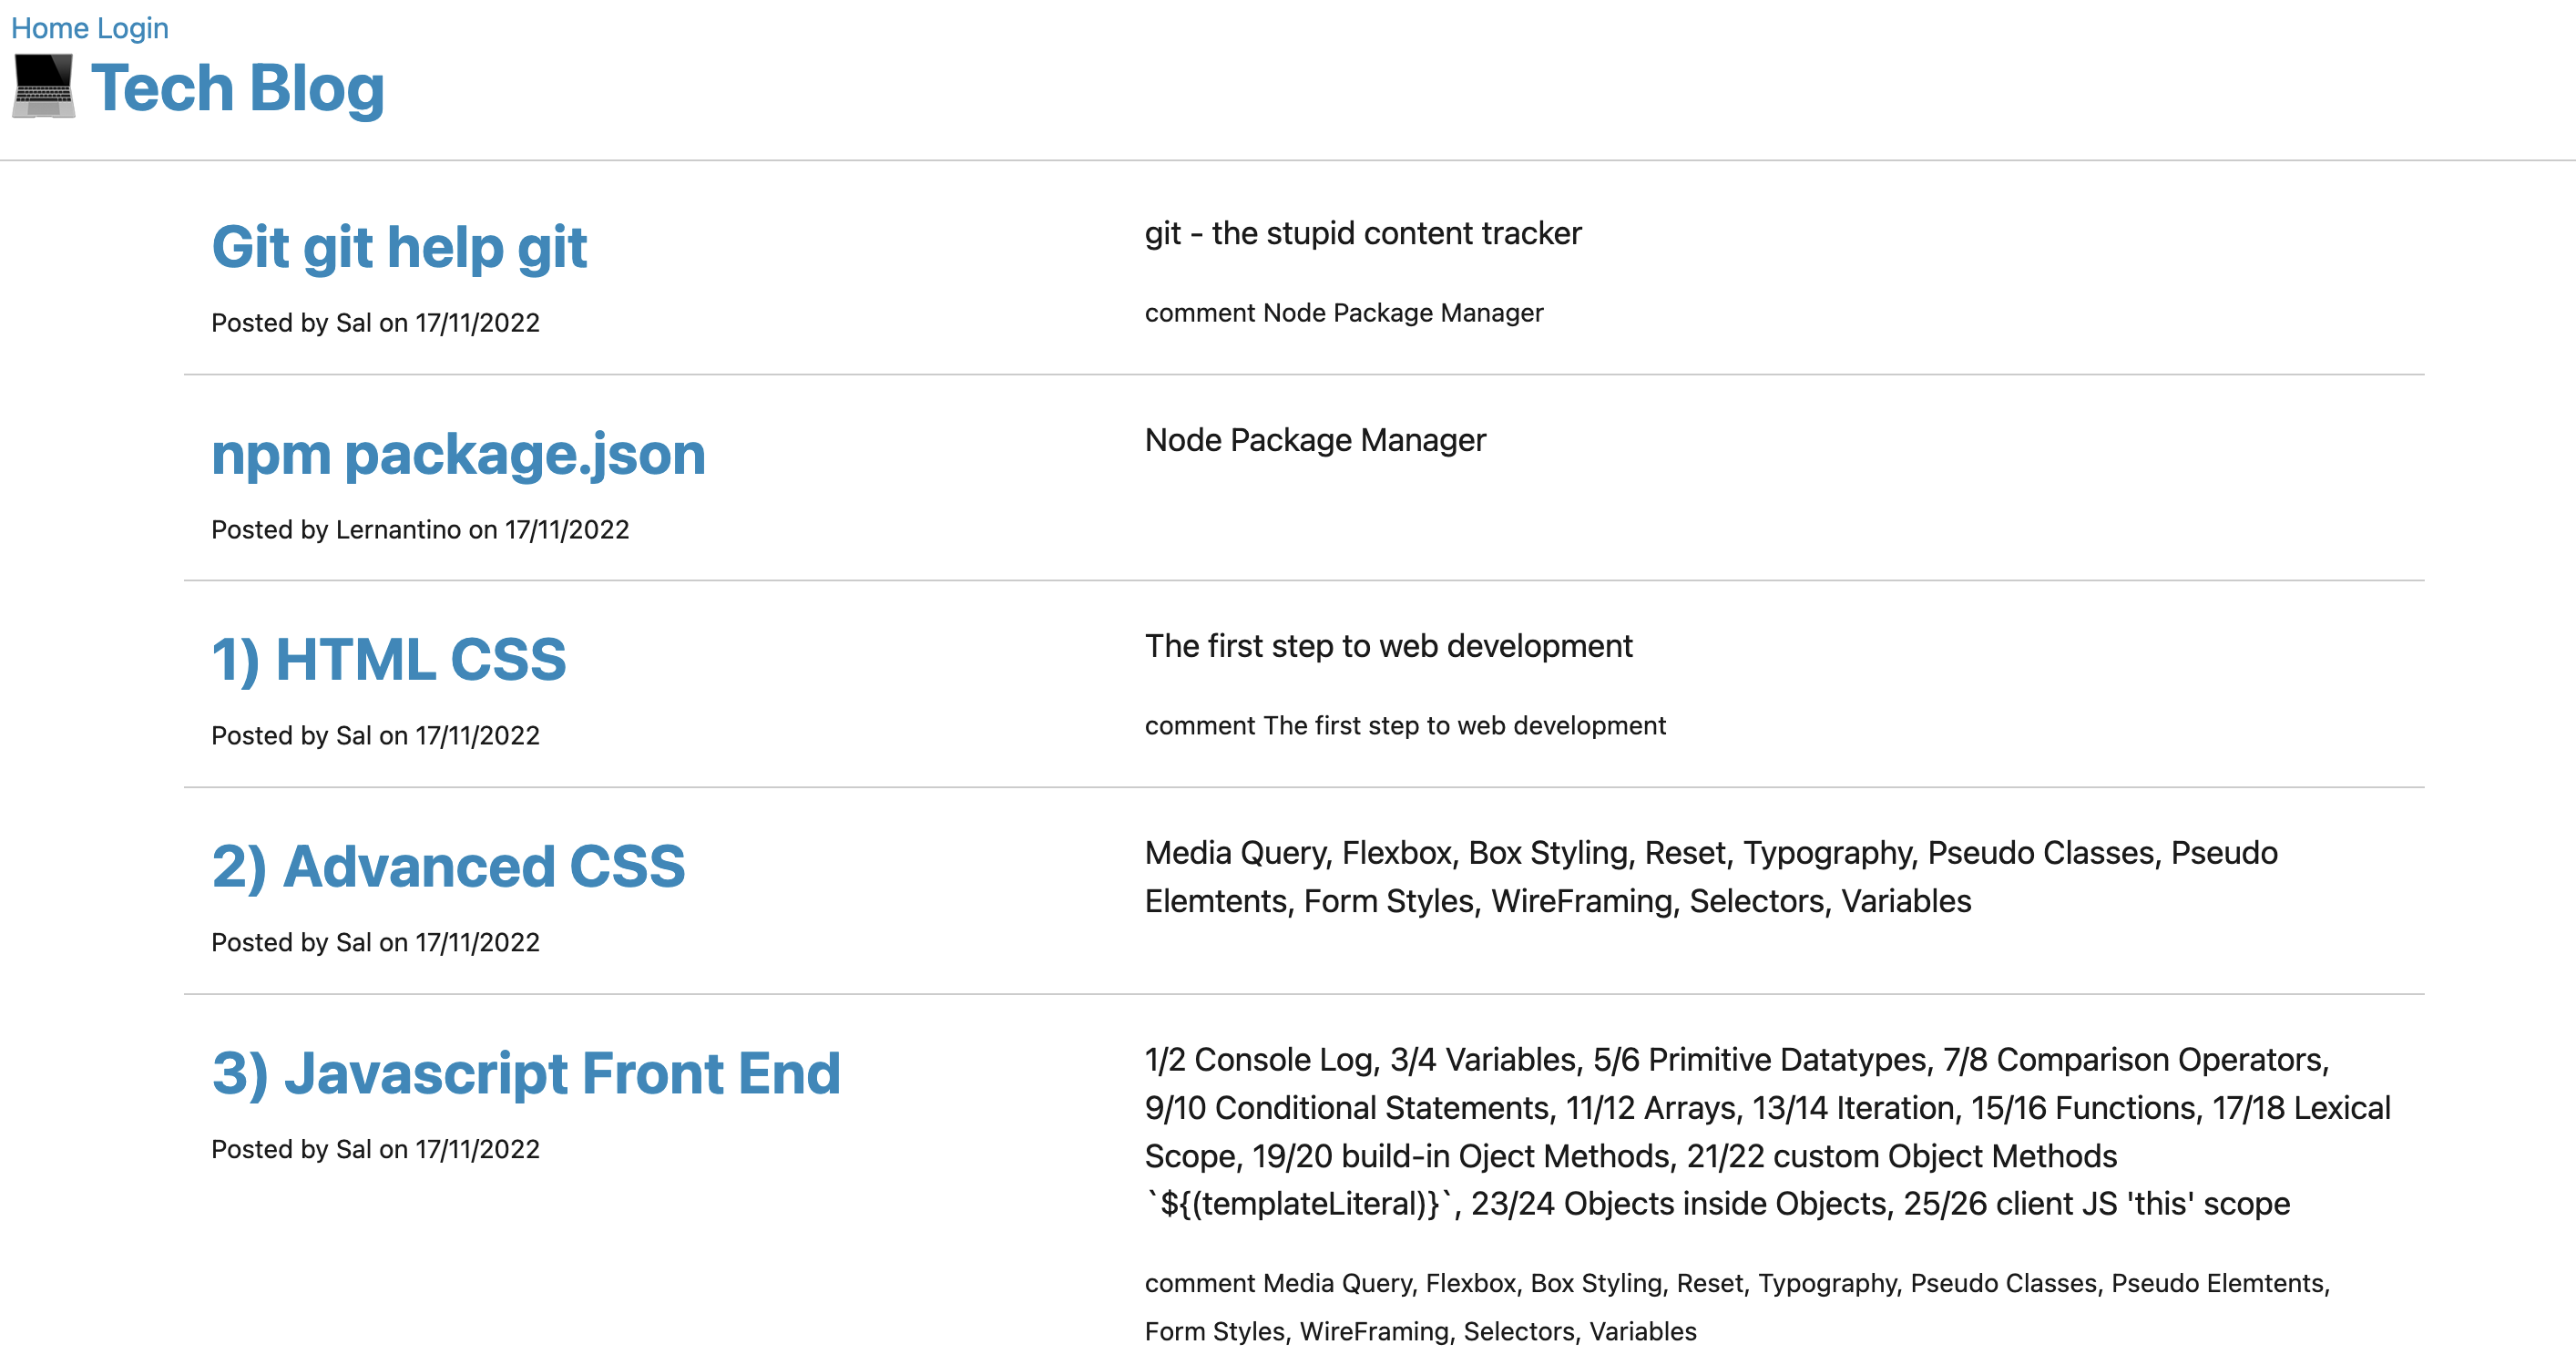 Home Login
Tech Blog
Git git help git
Posted by Sal on 17/11/2022
git - the stupid content tracker
comment Node Package Manager
npm package.json
Posted by Lernantino on 17/11/2022
Node Package Manager
1) HTML CSS
Posted by Sal on 17/11/2022
The first step to web development
comment The first step to web development
2) Advanced CSS
Posted by Sal on 17/11/2022
Media Query, Flexbox, Box Styling, Reset, Typography, Pseudo Classes, Pseudo
Elemtents, Form Styles, WireFraming, Selectors, Variables
3) Javascript Front End
Posted by Sal on 17/11/2022
1/2 Console Log, 3/4 Variables, 5/6 Primitive Datatypes, 7/8 Comparison Operators,
9/10 Conditional Statements, 11/12 Arrays, 13/14 Iteration, 15/16 Functions, 17/18 Lexical
Scope, 19/20 build-in Oject Methods, 21/22 custom Object Methods
`${(templateLiteral)}`, 23/24 Objects inside Objects, 25/26 client JS 'this' scope
comment Media Query, Flexbox, Box Styling, Reset, Typography, Pseudo Classes, Pseudo Elemtents,
Form Styles, WireFraming, Selectors, Variables